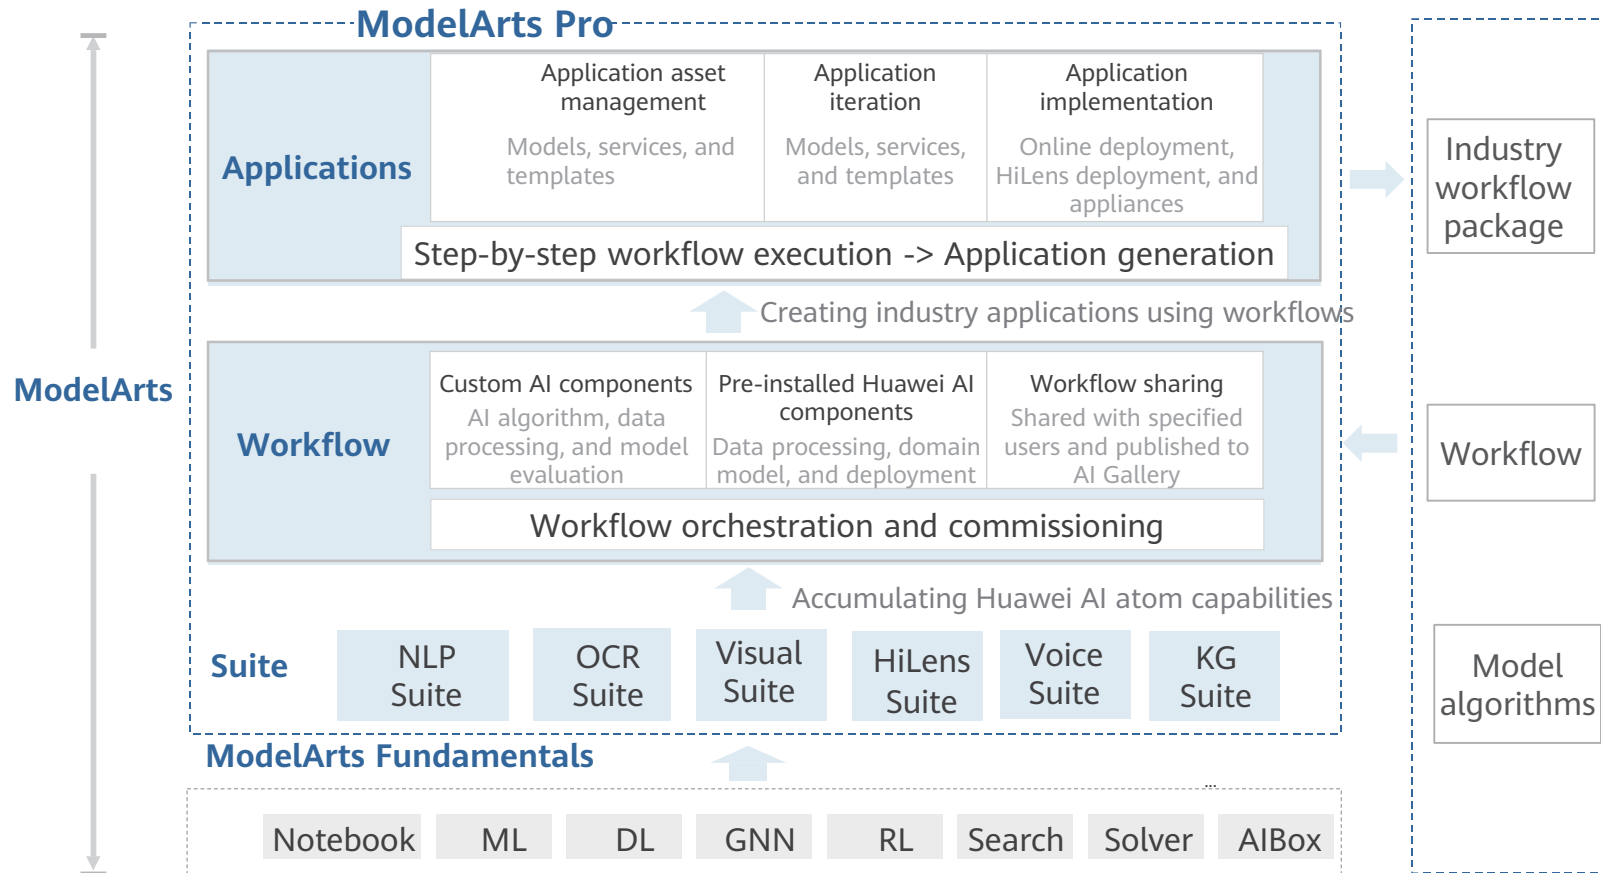 ModelArts Pro
Application asset
management
Models, services, and
templates
Application
iteration
Models, services,
and templates
Application
implementation
Online deployment,
HiLens deployment, and
appliances
Applications
Step-by-step workflow execution -> Application generation
Industry
workflow
package
Creating industry applications using workflows
ModelArts
Workflow
Custom AI components
AI algorithm, data
processing, and model
evaluation
Pre-installed Huawei AI
components
Data processing, domain
model, and deployment
Workflow sharing
Shared with specified
users and published to
AI Gallery
Workflow orchestration and commissioning
Workflow
Accumulating Huawei AI atom capabilities
Suite
NLP
Suite
OCR
Suite
Visual
Suite
HiLens
Suite
Voice
Suite
KG
Suite
Model
algorithms
ModelArts Fundamentals
...
Notebook
ML
DL
GNN
RL
Search
Solver
AIBox